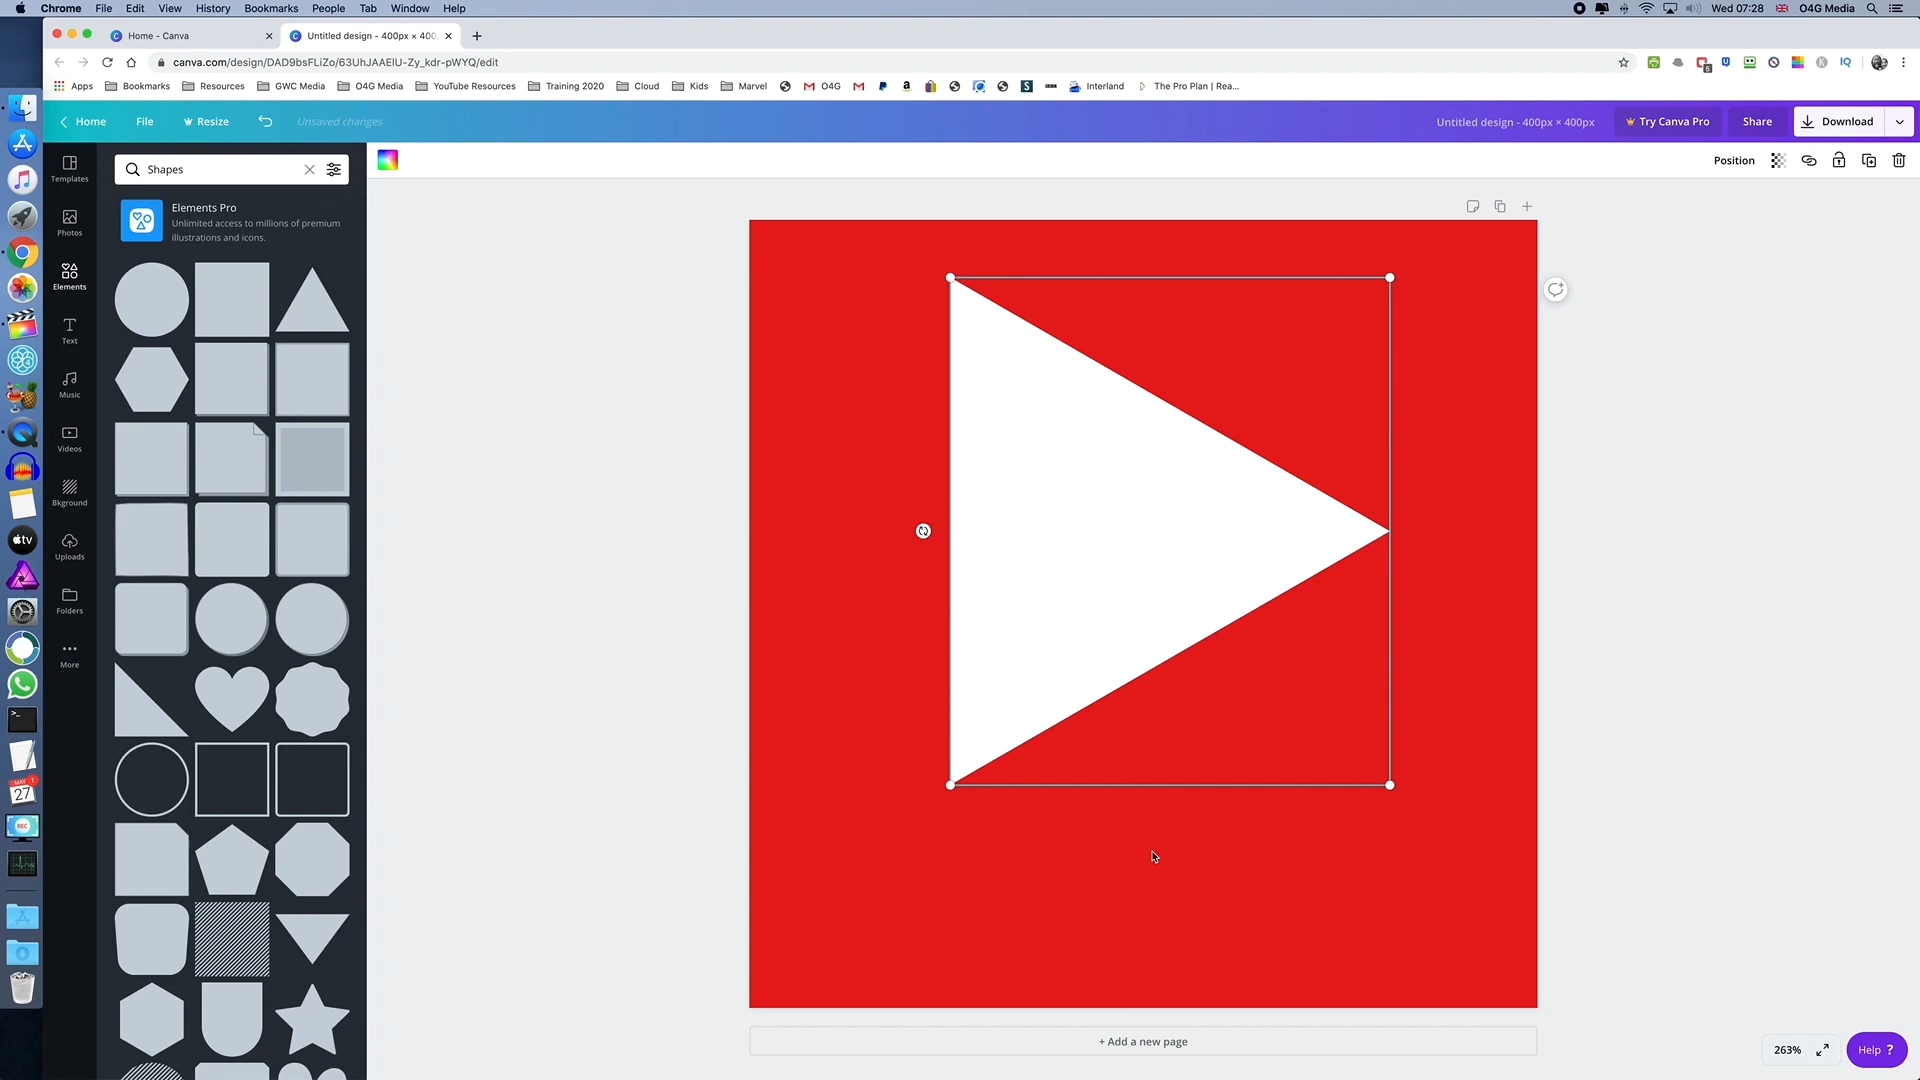 Chrome File Edit View History Bookmarks People Tab Window Help
Wed 07:28 O4G Media
Home - Canva
Untitled design - 400px × 400
canva.com/design/DAD9bsFLiZo/63UhJAAEIU-Zy_kdr-pWYQ/edit
Apps Bookmarks Resources GWC Media O4G Media YouTube Resources Training 2020 Cloud Kids Marvel O4G Interland The Pro Plan | Rea...
Home File Resize Unsaved changes
Untitled design - 400px × 400px Try Canva Pro Share Download
Position
Templates
Photos
Elements
Text
Music
Videos
Bkground
Uploads
Folders
More
Shapes
Elements Pro
Unlimited access to millions of premium
illustrations and icons.
tv
MAY
27
REC
+ Add a new page
263%
Help ?